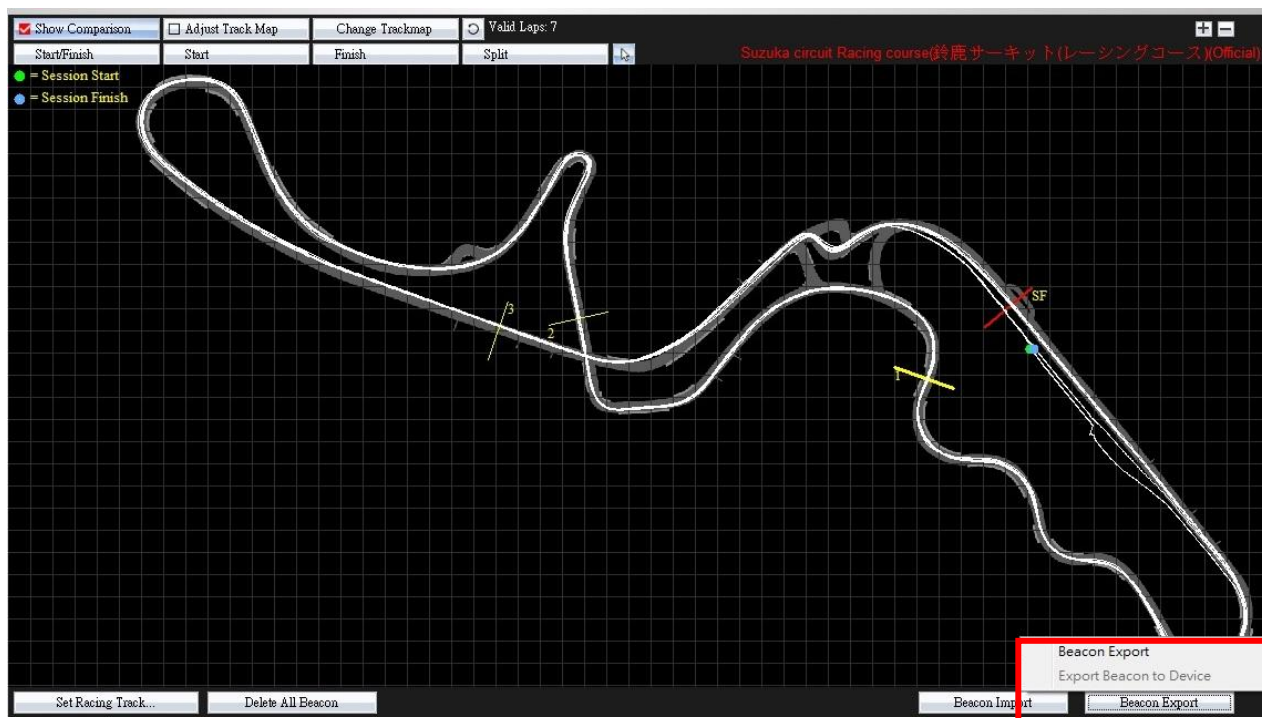 Show Comparison
Adjust Track Map
Change Trackmap
Valid Laps: 7
Start/Finish
Start
Finish
Split
Suzuka circuit Racing course(鈴鹿サーキット(レーシングコース)(Official)
= Session Start
= Session Finish
SF
3
2
1
Beacon Export
Export Beacon to Device
Set Racing Track...
Delete All Beacon
Beacon Import
Beacon Export